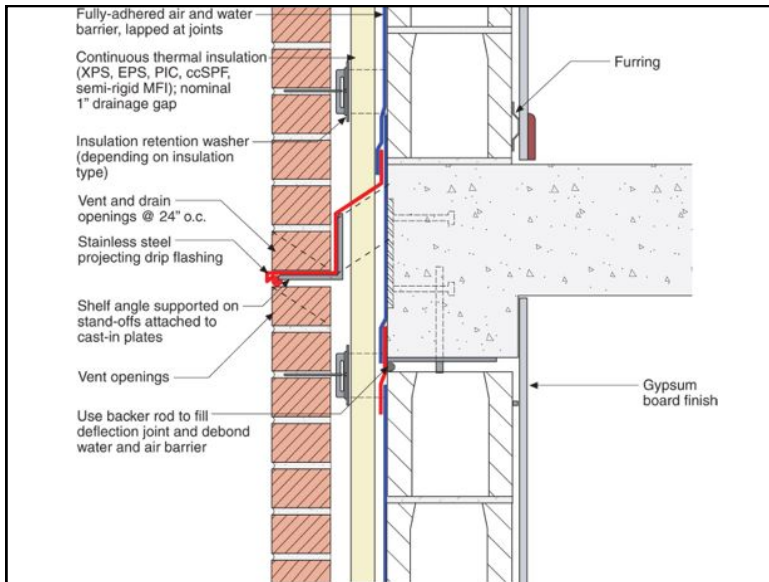 Fully-adhered air and water
barrier, lapped at joints
Continuous thermal insulation
(XPS, EPS, PIC, ccSPF,
semi-rigid MFI); nominal
1” drainage gap
Insulation retention washer
(depending on insulation
type)
Vent and drain
openings @ 24” o.c.
Stainless steel
projecting drip flashing
Shelf angle supported on
stand-offs attached to
cast-in plates
Vent openings
Use backer rod to fill
deflection joint and debond
water and air barrier
Furring
Gypsum
board finish